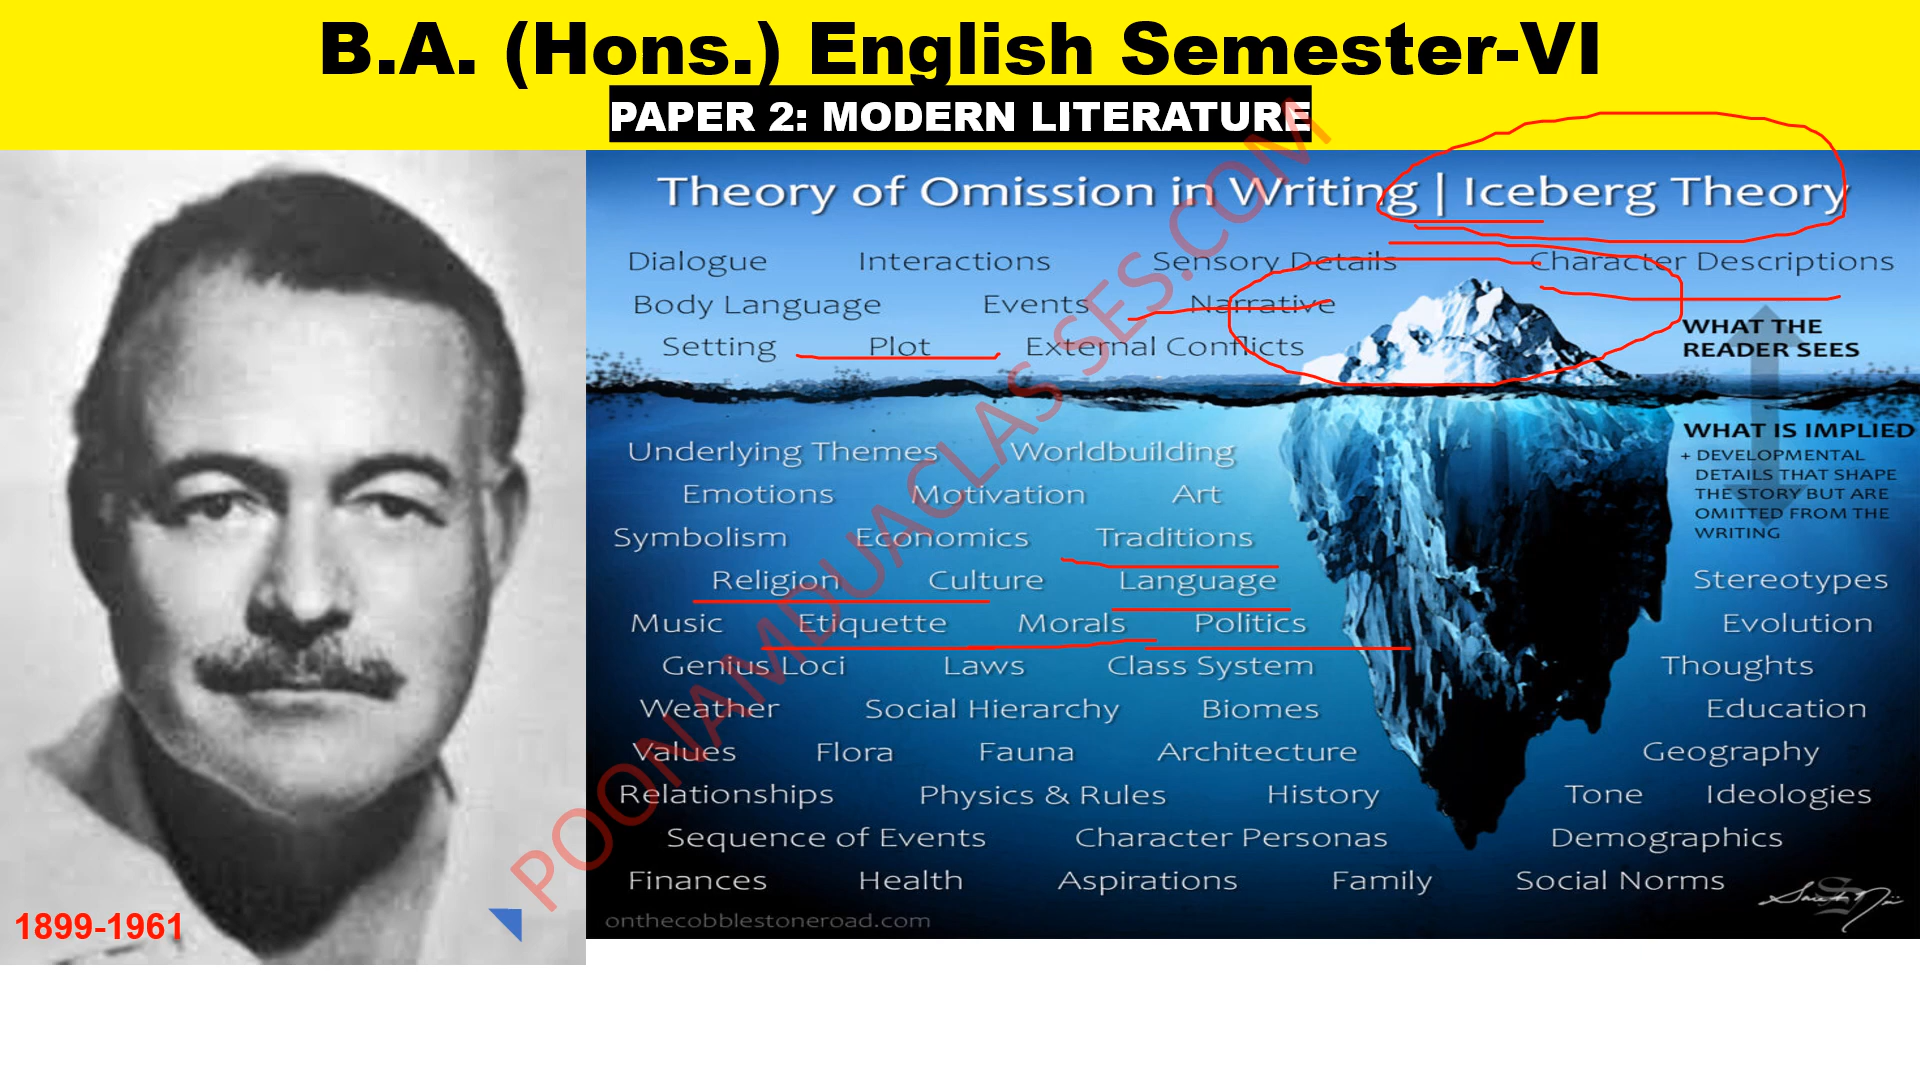 B.A. (Hons.) English Semester-VI
PAPER 2: MODERN LITERATURE
Theory of Omission in Writing | Iceberg Theory
Dialogue Interactions Sensory Details Character Descriptions
Body Language Events Narrative
WHAT THE
READER SEES
Setting Plot External Conflicts
WHAT IS IMPLIED
+ DEVELOPMENTAL
DETAILS THAT SHAPE
THE STORY BUT ARE
OMITTED FROM THE
WRITING
Underlying Themes Worldbuilding
Emotions Motivation Art
Symbolism Economics Traditions
Religion Culture Language Stereotypes
Music Etiquette Morals Politics Evolution
Genius Loci Laws Class System Thoughts
Weather Social Hierarchy Biomes Education
Values Flora Fauna Architecture Geography
Relationships Physics & Rules History Tone Ideologies
Sequence of Events Character Personas Demographics
Finances Health Aspirations Family Social Norms
onthecobblestoneroad.com
1899-1961
POONAMDUACLASSES.COM